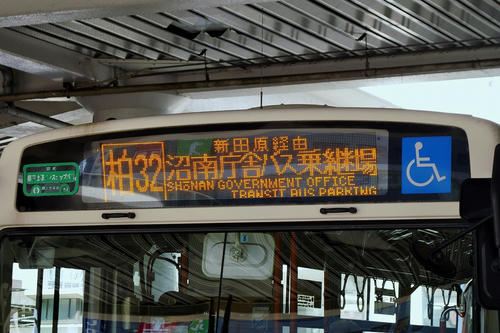 新田原経由
柏32
沼南庁舎バス乗継場
SHONAN GOVERNMENT OFFICE
TRANSIT BUS PARKING